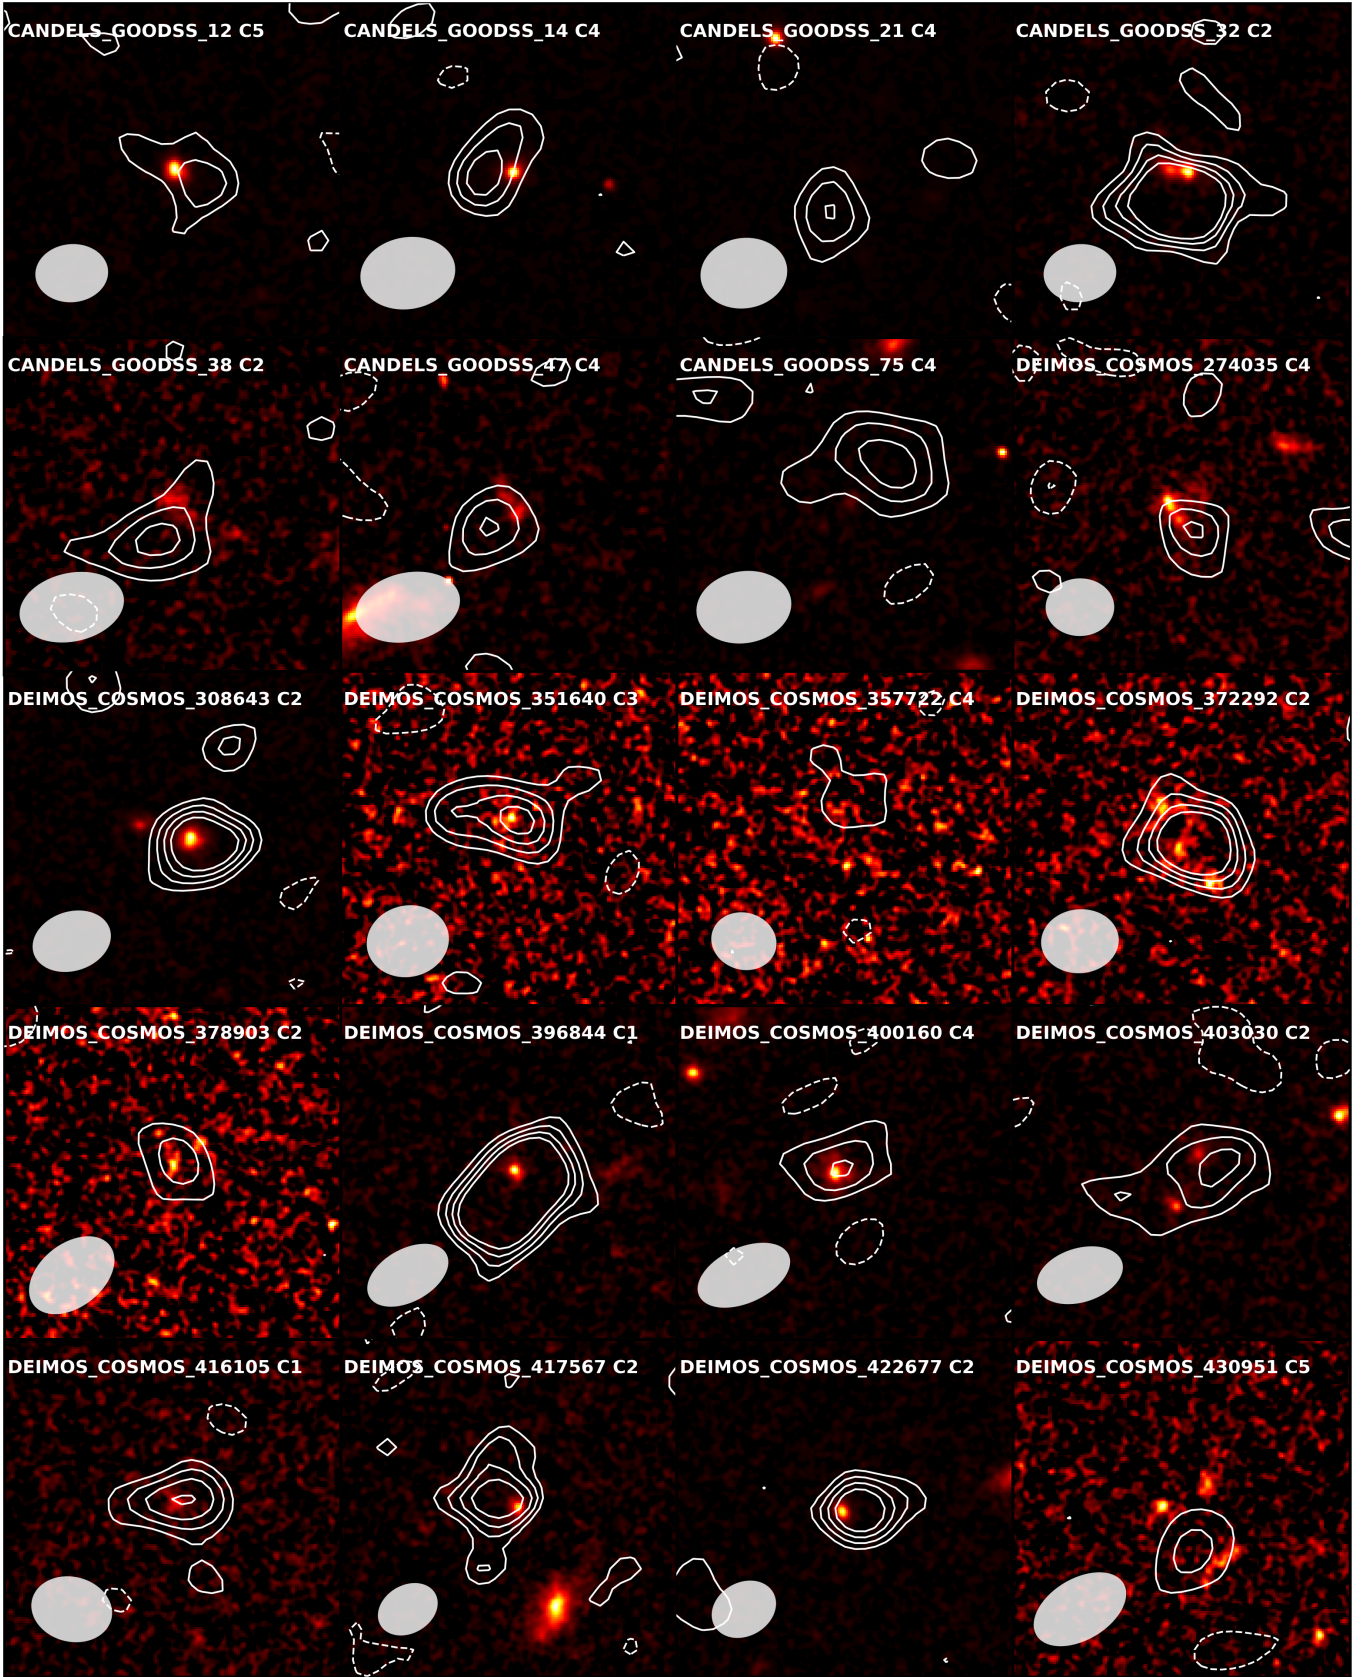 CANDELS_GOODSS_12 C5
CANDELS_GOODSS_14 C4
CANDELS_GOODSS_21 C4
CANDELS_GOODSS_32 C2
CANDELS_GOODSS_38 C2
CANDELS_GOODSS_47 C4
CANDELS_GOODSS_75 C4
DEIMOS_COSMOS_274035 C4
DEIMOS_COSMOS_308643 C2
DEIMOS_COSMOS_351640 C3
DEIMOS_COSMOS_357722 C4
DEIMOS_COSMOS_372292 C2
DEIMOS_COSMOS_378903 C2
DEIMOS_COSMOS_396844 C1
DEIMOS_COSMOS_400160 C4
DEIMOS_COSMOS_403030 C2
DEIMOS_COSMOS_416105 C1
DEIMOS_COSMOS_417567 C2
DEIMOS_COSMOS_422677 C2
DEIMOS_COSMOS_430951 C5